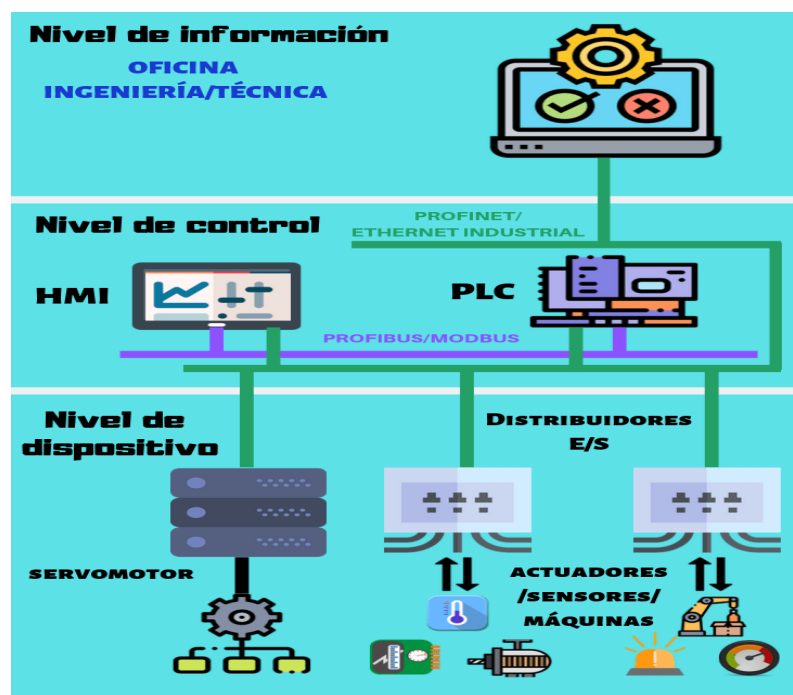 Nivel de información
OFICINA
INGENIERÍA/TÉCNICA
Nivel de control
PROFINET/
ETHERNET INDUSTRIAL
HMI
PLC
PROFIBUS/MODBUS
Nivel de
dispositivo
DISTRIBUIDORES
E/S
SERVOMOTOR
ACTUADORES
/SENSORES/
MÁQUINAS